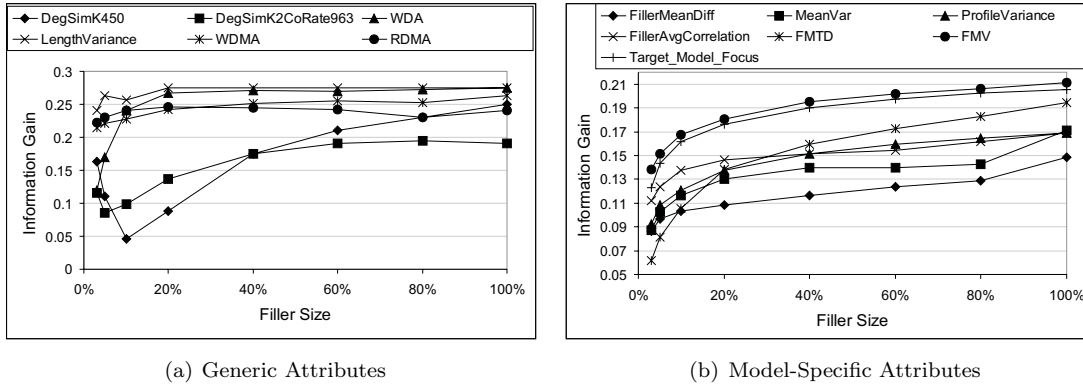 DegSimK450 DegSimK2CoRate963 WDA
LengthVariance WDMA RDMA
0.3
0.25
0.2
0.15
0.1
0.05
0
Information Gain
0% 20% 40% 60% 80% 100%
Filler Size
(a) Generic Attributes
FillerMeanDiff MeanVar ProfileVariance
FillerAvgCorrelation FMTD FMV
Target_Model_Focus
0.21
0.19
0.17
0.15
0.13
0.11
0.09
0.07
0.05
Information Gain
0% 20% 40% 60% 80% 100%
Filler Size
(b) Model-Specific Attributes